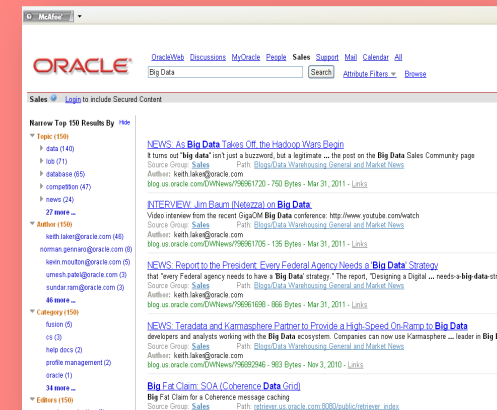 McAfee
ORACLE
OracleWeb Discussions MyOracle People Sales Support Mail Calendar All
Big Data Search Attribute Filters Browse
Sales Login to include Secured Content
Narrow Top 150 Results By Hide
Topic (150)
data (140)
lob (71)
database (65)
competition (47)
news (24)
27 more ...
Author (150)
keith.laker@oracle.com (46)
norman.gennaro@oracle.com (8)
kevin.moulton@oracle.com (5)
umesh.patel@oracle.com (3)
sundar.ram@oracle.com (3)
46 more ...
Category (150)
fusion (5)
cs (3)
help docs (2)
profile management (2)
oracle (1)
34 more ...
Editors (150)
NEWS: As Big Data Takes Off, the Hadoop Wars Begin
It turns out "big data" isn't just a buzzword, but a legitimate ... the post on the Big Data Sales Community page
Source Group: Sales Path: Blogs/Data Warehousing General and Market News
Author: keith.laker@oracle.com
blog.us.oracle.com/DWNews/?96961720 - 750 Bytes - Mar 31, 2011 - Links
INTERVIEW: Jim Baum (Netezza) on Big Data:
Video interview from the recent GigaOM Big Data conference: http://www.youtube.com/watch
Source Group: Sales Path: Blogs/Data Warehousing General and Market News
Author: keith.laker@oracle.com
blog.us.oracle.com/DWNews/?96961705 - 135 Bytes - Mar 31, 2011 - Links
NEWS: Report to the President: Every Federal Agency Needs a 'Big Data' Strategy
that "every Federal agency needs to have a 'Big Data' strategy." The report, "Designing a Digital ... needs-a-big-data-str
Source Group: Sales Path: Blogs/Data Warehousing General and Market News
Author: keith.laker@oracle.com
blog.us.oracle.com/DWNews/?96961698 - 866 Bytes - Mar 31, 2011 - Links
NEWS: Teradata and Karmasphere Partner to Provide a High-Speed On-Ramp to Big Data
developers and analysts working with the Big Data ecosystem. Companies can now use Karmasphere ... leader in Big
Source Group: Sales Path: Blogs/Data Warehousing General and Market News
Author: keith.laker@oracle.com
blog.us.oracle.com/DWNews/?96892946 - 983 Bytes - Nov 3, 2010 - Links
Big Fat Claim: SOA (Coherence Data Grid)
Big Fat Claim for a Coherence message caching
Source Group: Sales Path: retriever.us.oracle.com:8080/public/retriever_index